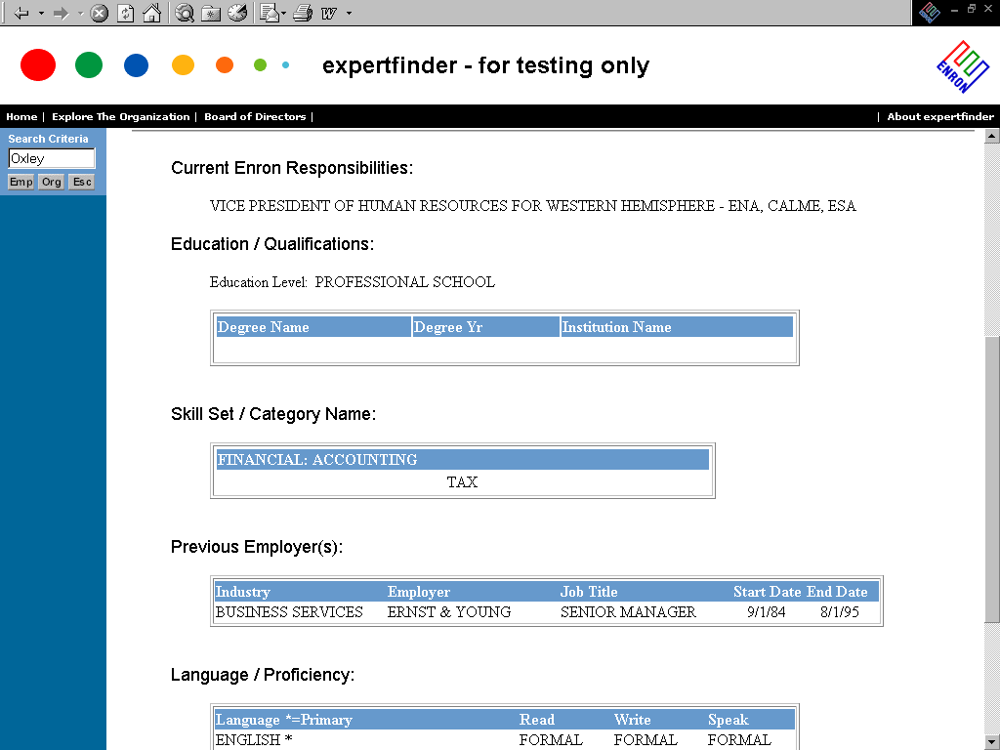 expertfinder - for testing only
ENRON
Home | Explore The Organization | Board of Directors | | About expertfinder
Search Criteria
Oxley
Emp Org Esc
Current Enron Responsibilities:
VICE PRESIDENT OF HUMAN RESOURCES FOR WESTERN HEMISPHERE - ENA, CALME, ESA
Education / Qualifications:
Education Level: PROFESSIONAL SCHOOL
Degree Name Degree Yr Institution Name
Skill Set / Category Name:
FINANCIAL: ACCOUNTING
TAX
Previous Employer(s):
Industry Employer Job Title Start Date End Date
BUSINESS SERVICES ERNST & YOUNG SENIOR MANAGER 9/1/84 8/1/95
Language / Proficiency:
Language *=Primary Read Write Speak
ENGLISH * FORMAL FORMAL FORMAL